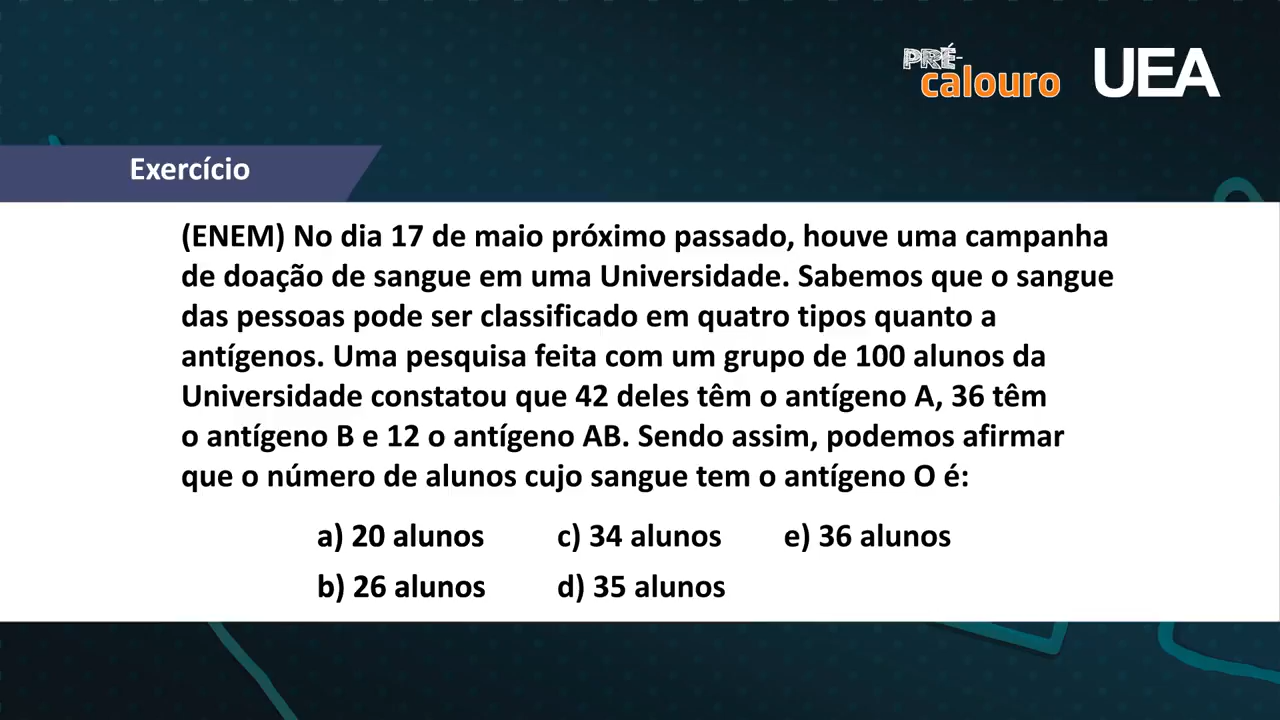 PRÉ-
calouro
UEA
Exercício
(ENEM) No dia 17 de maio próximo passado, houve uma campanha
de doação de sangue em uma Universidade. Sabemos que o sangue
das pessoas pode ser classificado em quatro tipos quanto a
antígenos. Uma pesquisa feita com um grupo de 100 alunos da
Universidade constatou que 42 deles têm o antígeno A, 36 têm
o antígeno B e 12 o antígeno AB. Sendo assim, podemos afirmar
que o número de alunos cujo sangue tem o antígeno O é:
a) 20 alunos c) 34 alunos e) 36 alunos
b) 26 alunos d) 35 alunos